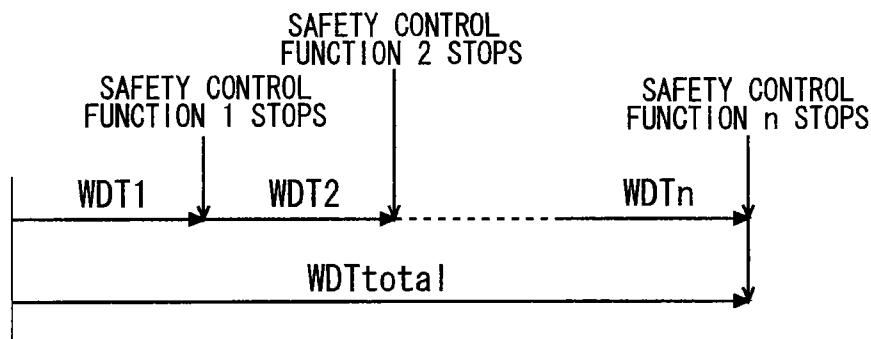 SAFETY CONTROL
FUNCTION 2 STOPS
SAFETY CONTROL
FUNCTION 1 STOPS
SAFETY CONTROL
FUNCTION n STOPS
WDT1
WDT2
WDTn
WDTtotal